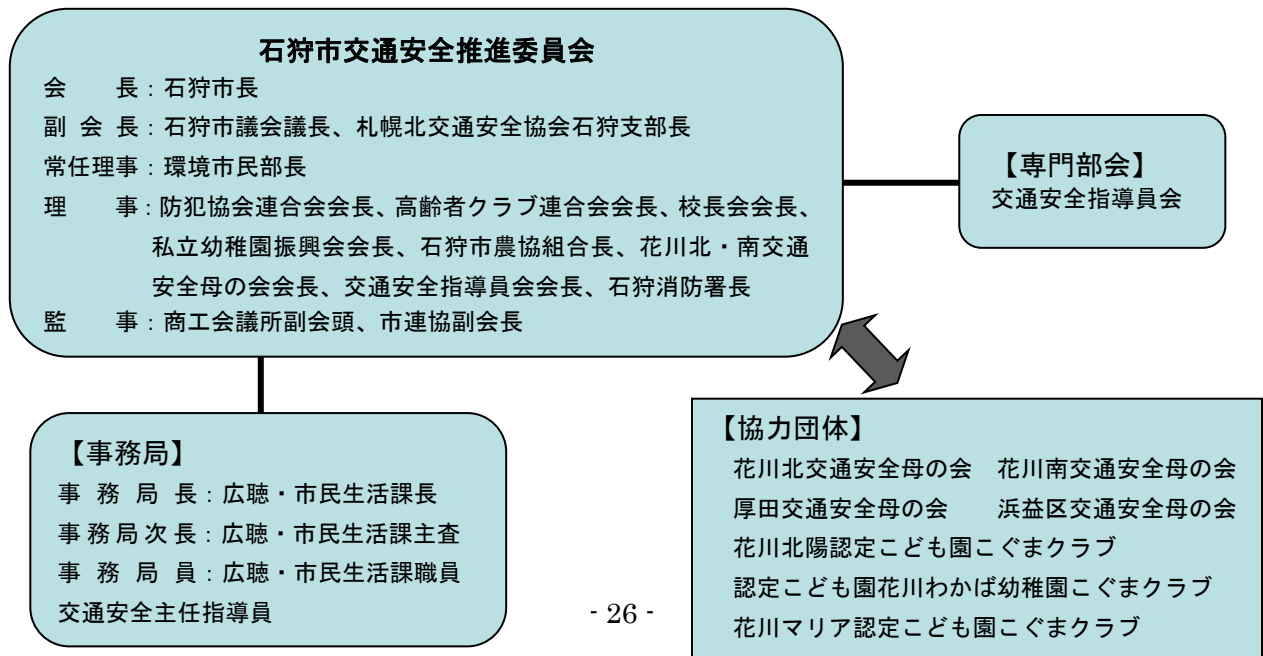 石狩市交通安全推進委員会
会　　長：石狩市長
副 会 長：石狩市議会議長、札幌北交通安全協会石狩支部長
常任理事：環境市民部長
理　　事：防犯協会連合会会長、高齢者クラブ連合会会長、校長会会長、
私立幼稚園振興会会長、石狩市農協組合長、花川北・南交通
安全母の会会長、交通安全指導員会会長、石狩消防署長
監　　事：商工会議所副会頭、市連協副会長
【専門部会】
交通安全指導員会
【事務局】
事 務 局 長：広聴・市民生活課長
事務局次長：広聴・市民生活課主査
事 務 局 員：広聴・市民生活課職員
交通安全主任指導員
【協力団体】
花川北交通安全母の会　花川南交通安全母の会
厚田交通安全母の会　　浜益区交通安全母の会
花川北陽認定こども園こぐまクラブ
認定こども園花川わかば幼稚園こぐまクラブ
花川マリア認定こども園こぐまクラブ
- 26 -